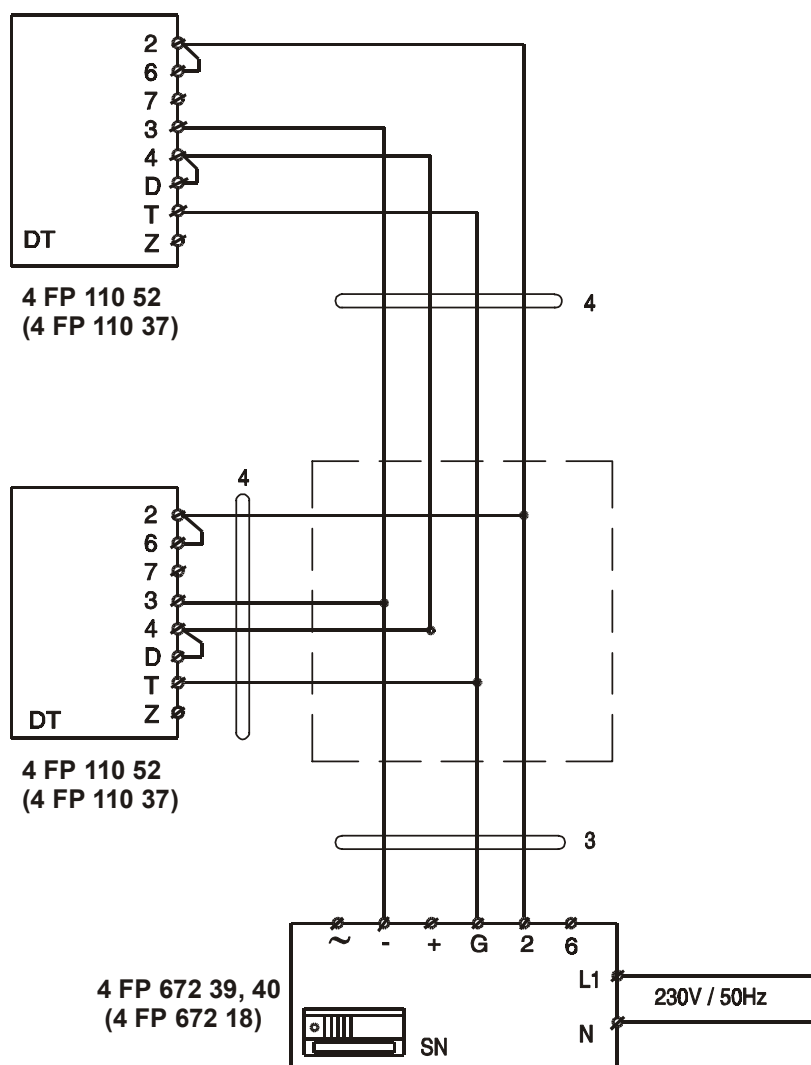 2
6
7
3
4
D
T
Z
DT
4 FP 110 52
(4 FP 110 37)
4
4
2
6
7
3
4
D
T
Z
DT
4 FP 110 52
(4 FP 110 37)
3
~ - + G 2 6
L1
230V / 50Hz
N
4 FP 672 39, 40
(4 FP 672 18)
SN